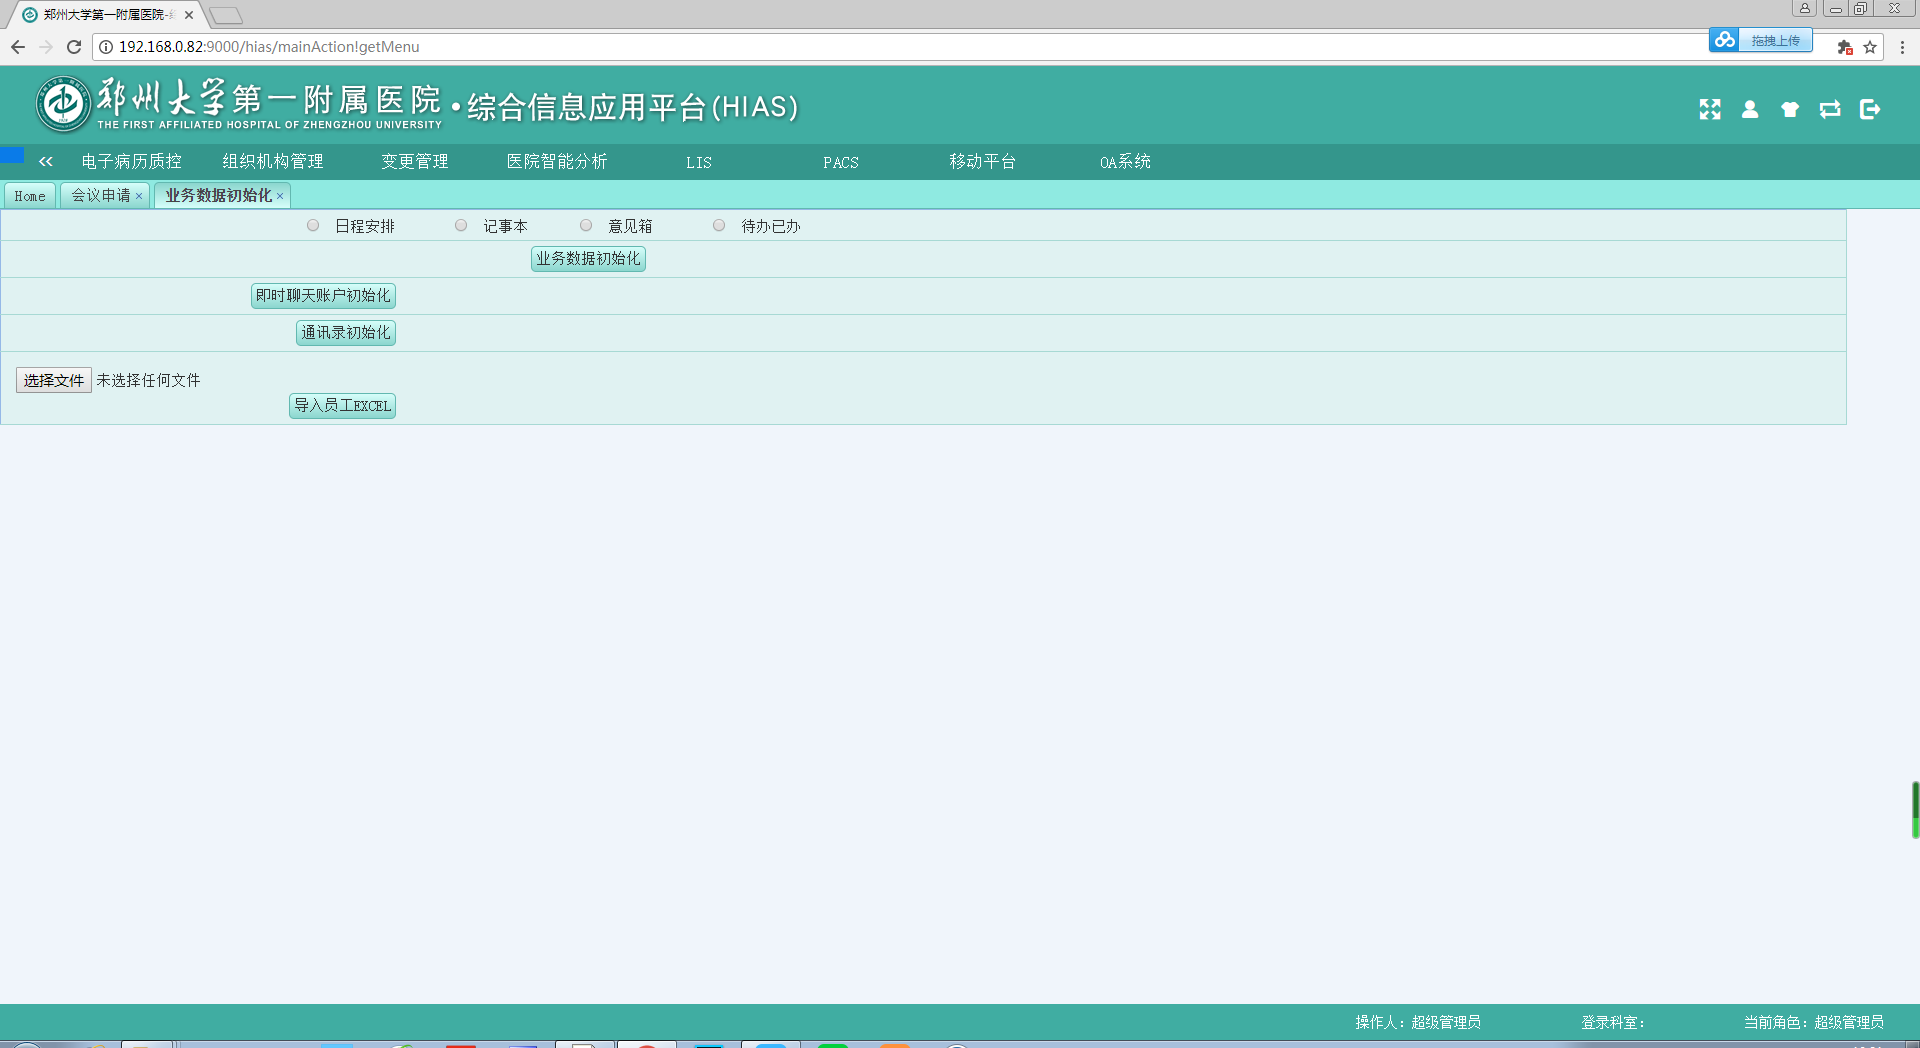 郑州大学第一附属医院-
192.168.0.82:9000/hias/mainAction!getMenu
拖拽上传
郑州大学第一附属医院·综合信息应用平台(HIAS)
THE FIRST AFFILIATED HOSPITAL OF ZHENGZHOU UNIVERSITY
电子病历质控 组织机构管理 变更管理 医院智能分析 LIS PACS 移动平台 OA系统
Home 会议申请 业务数据初始化
日程安排 记事本 意见箱 待办已办
业务数据初始化
即时聊天账户初始化
通讯录初始化
选择文件 未选择任何文件
导入员工EXCEL
操作人：超级管理员 登录科室： 当前角色：超级管理员